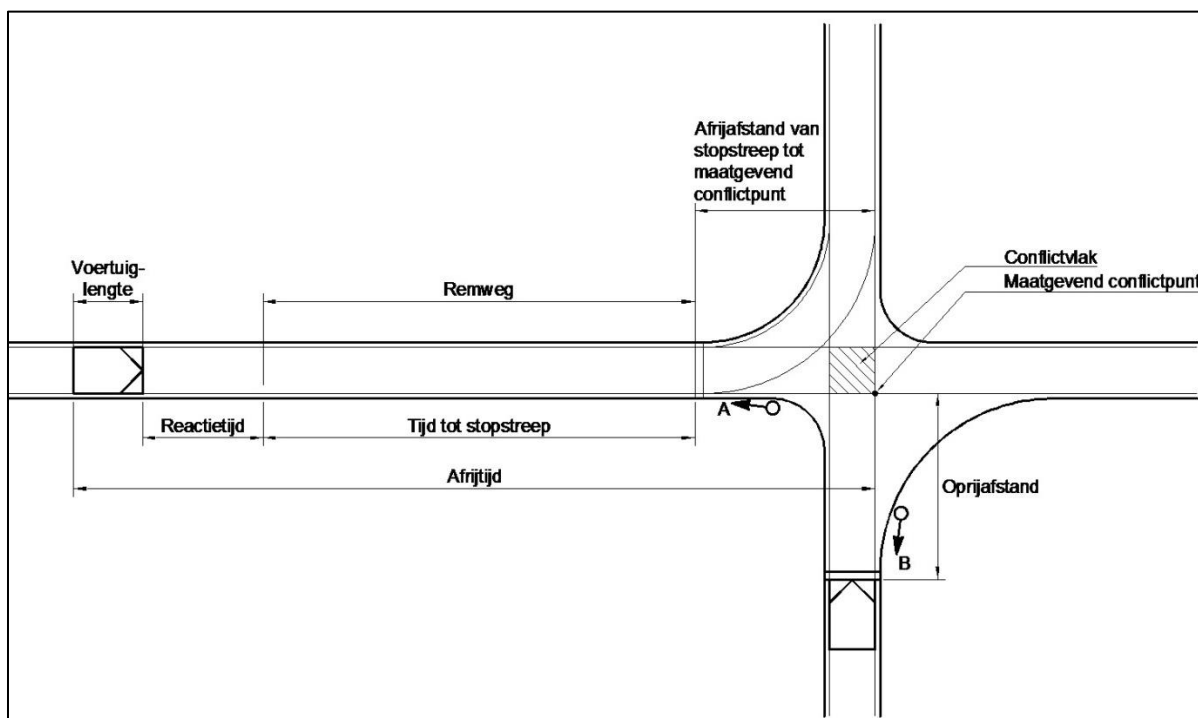 Afrijafstand van
stopstreep tot
maatgevend
conflictpunt
Conflictvlak
Maatgevend conflictpunt
Voertuig-
lengte
Remweg
A
Reactietijd
Tijd tot stopstreep
Afrijtijd
Oprijafstand
B